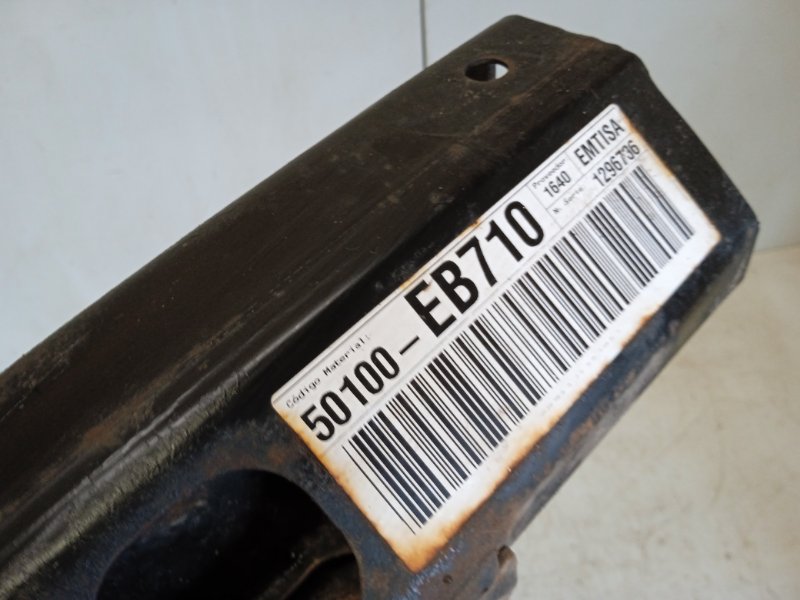 Código Material:
50100-EB710
Proveedor
1640
EMTISA
N. Serie
1296736